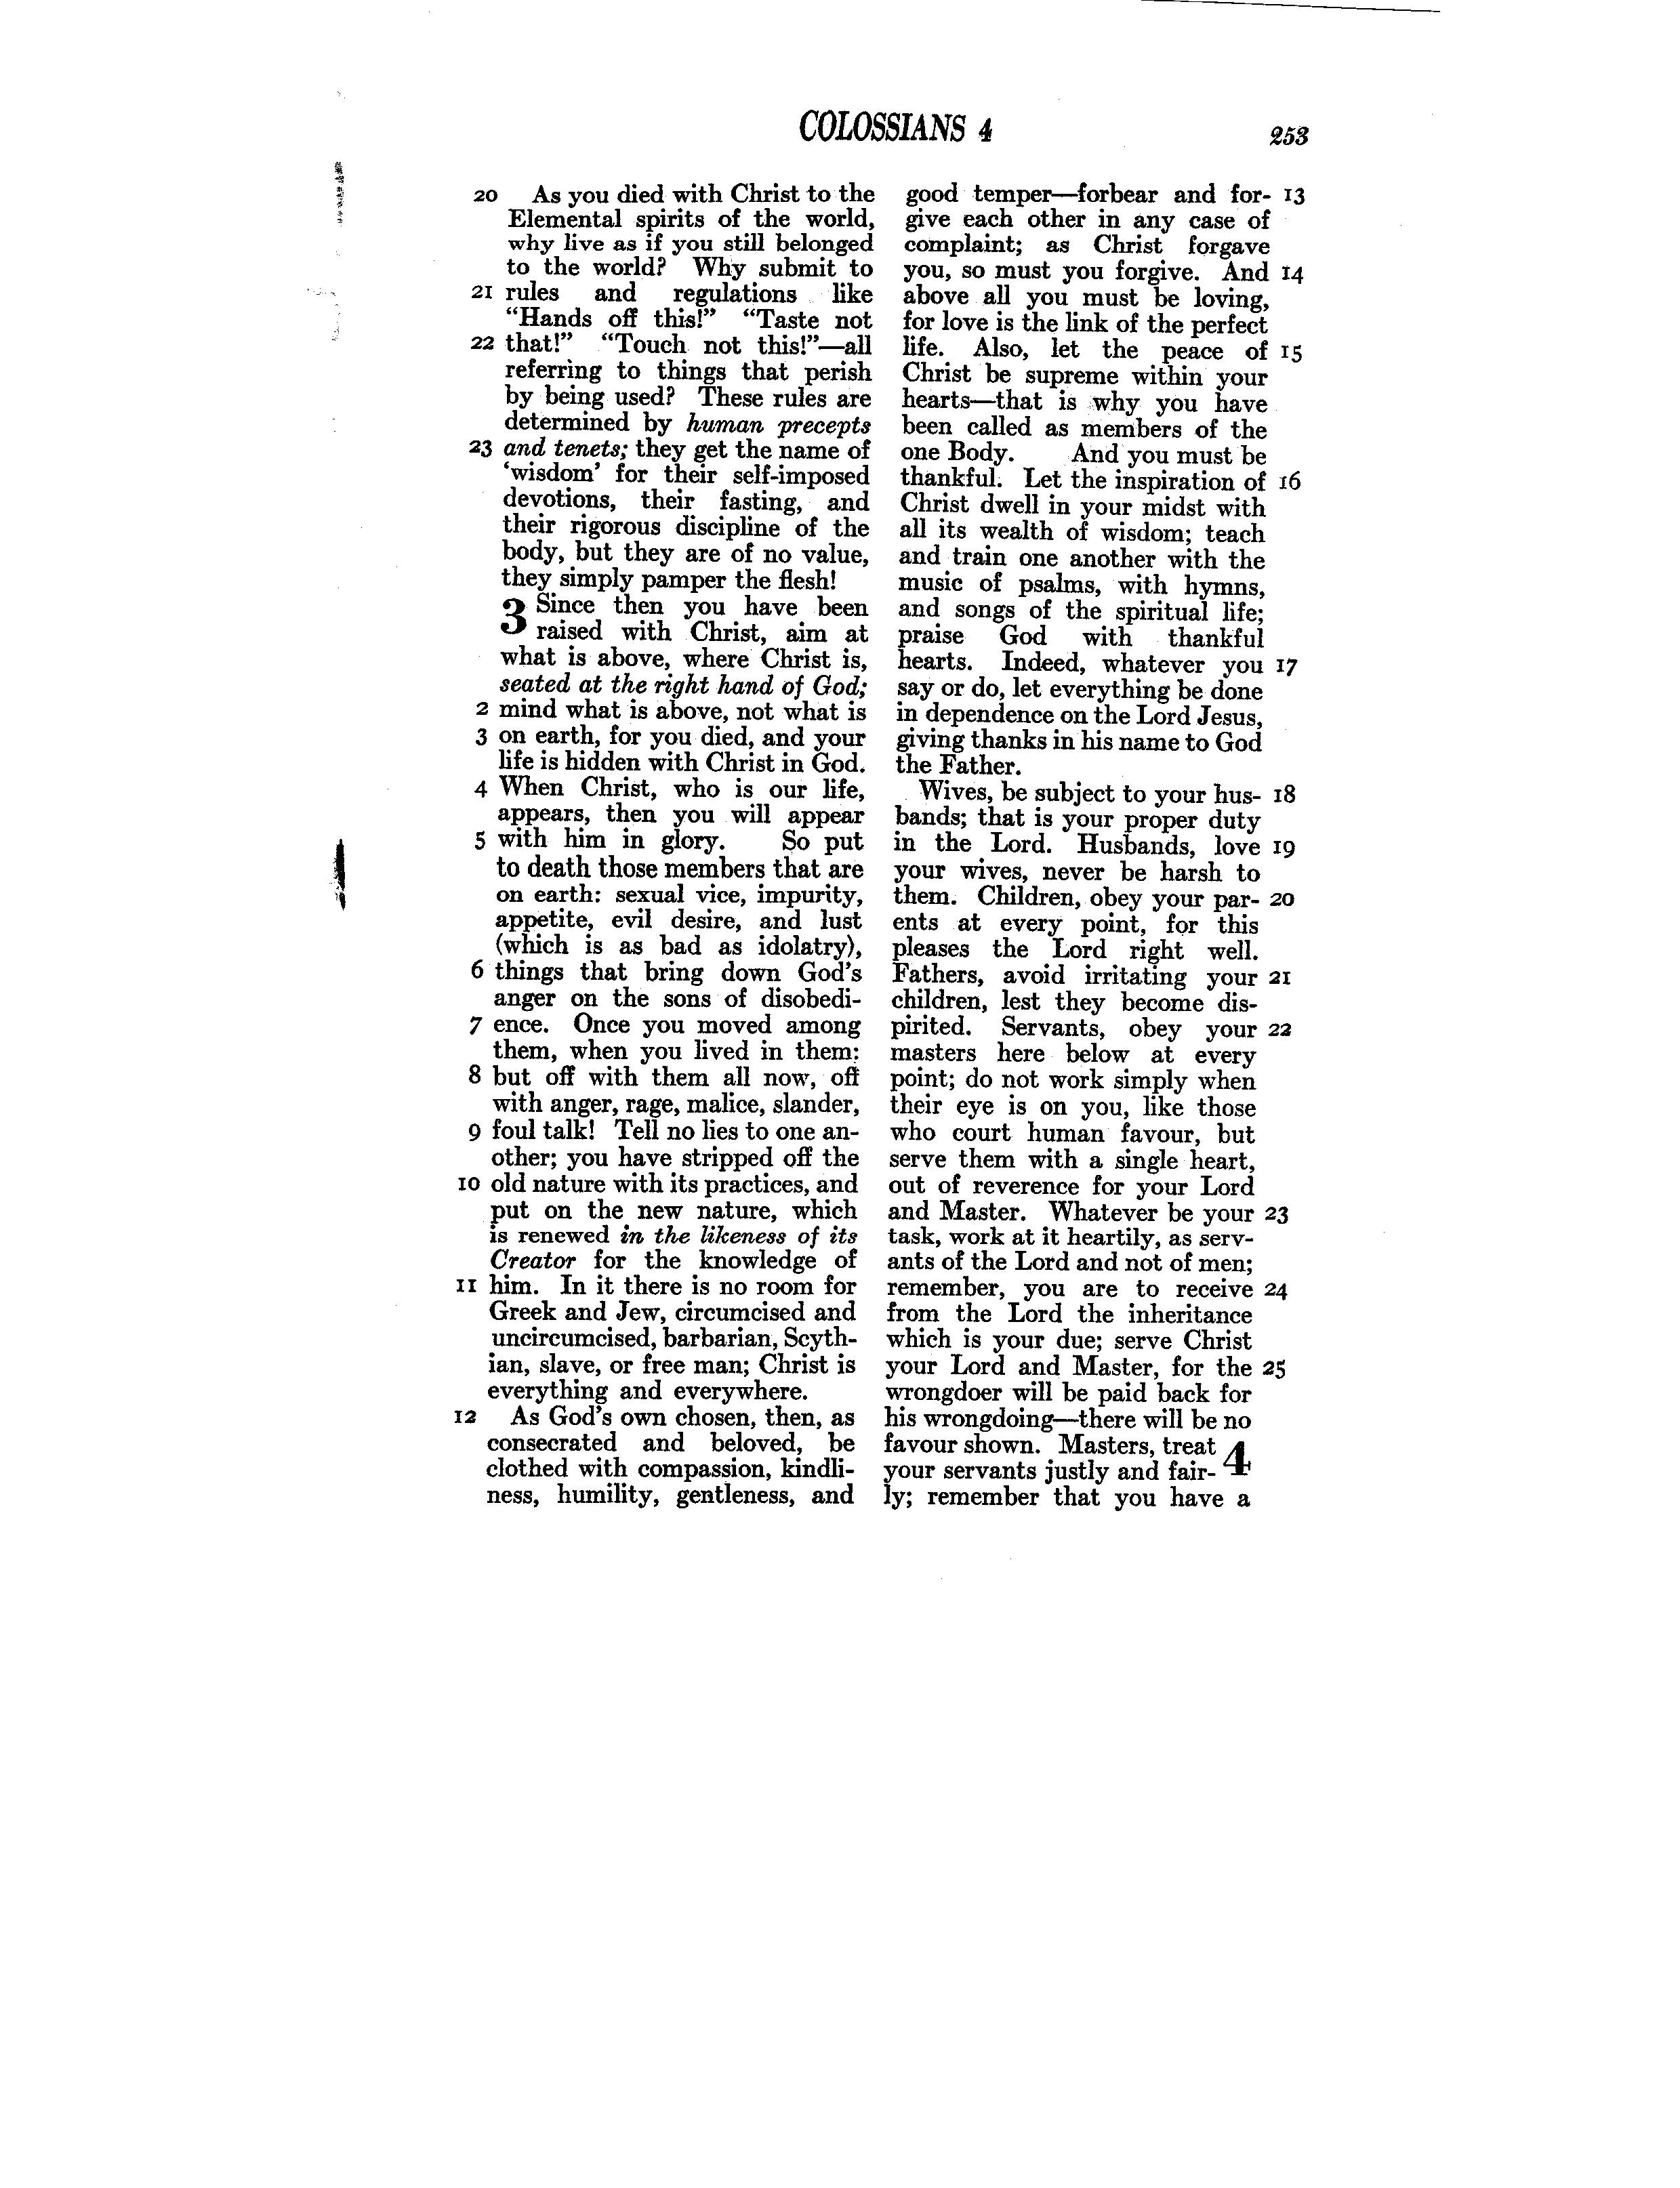 COLOSSIANS 4
253
20 As you died with Christ to the
Elemental spirits of the world,
why live as if you still belonged
to the world? Why submit to
21 rules and regulations like
“Hands off this!” “Taste not
22 that!” “Touch not this!”—all
referring to things that perish
by being used? These rules are
determined by human precepts
23 and tenets; they get the name of
‘wisdom’ for their self-imposed
devotions, their fasting, and
their rigorous discipline of the
body, but they are of no value,
they simply pamper the flesh!
3 Since then you have been
raised with Christ, aim at
what is above, where Christ is,
seated at the right hand of God;
2 mind what is above, not what is
3 on earth, for you died, and your
life is hidden with Christ in God.
4 When Christ, who is our life,
appears, then you will appear
5 with him in glory. So put
to death those members that are
on earth: sexual vice, impurity,
appetite, evil desire, and lust
(which is as bad as idolatry),
6 things that bring down God’s
anger on the sons of disobedi-
7 ence. Once you moved among
them, when you lived in them;
8 but off with them all now, off
with anger, rage, malice, slander,
9 foul talk! Tell no lies to one an-
other; you have stripped off the
10 old nature with its practices, and
put on the new nature, which
is renewed in the likeness of its
Creator for the knowledge of
11 him. In it there is no room for
Greek and Jew, circumcised and
uncircumcised, barbarian, Scyth-
ian, slave, or free man; Christ is
everything and everywhere.
12 As God’s own chosen, then, as
consecrated and beloved, be
clothed with compassion, kindli-
ness, humility, gentleness, and
good temper—forbear and for- 13
give each other in any case of
complaint; as Christ forgave
you, so must you forgive. And 14
above all you must be loving,
for love is the link of the perfect
life. Also, let the peace of 15
Christ be supreme within your
hearts—that is why you have
been called as members of the
one Body. And you must be
thankful. Let the inspiration of 16
Christ dwell in your midst with
all its wealth of wisdom; teach
and train one another with the
music of psalms, with hymns,
and songs of the spiritual life;
praise God with thankful
hearts. Indeed, whatever you 17
say or do, let everything be done
in dependence on the Lord Jesus,
giving thanks in his name to God
the Father.
Wives, be subject to your hus- 18
bands; that is your proper duty
in the Lord. Husbands, love 19
your wives, never be harsh to
them. Children, obey your par- 20
ents at every point, for this
pleases the Lord right well.
Fathers, avoid irritating your 21
children, lest they become dis-
pirited. Servants, obey your 22
masters here below at every
point; do not work simply when
their eye is on you, like those
who court human favour, but
serve them with a single heart,
out of reverence for your Lord
and Master. Whatever be your 23
task, work at it heartily, as serv-
ants of the Lord and not of men;
remember, you are to receive 24
from the Lord the inheritance
which is your due; serve Christ
your Lord and Master, for the 25
wrongdoer will be paid back for
his wrongdoing—there will be no
favour shown. Masters, treat 4
your servants justly and fair-
ly; remember that you have a